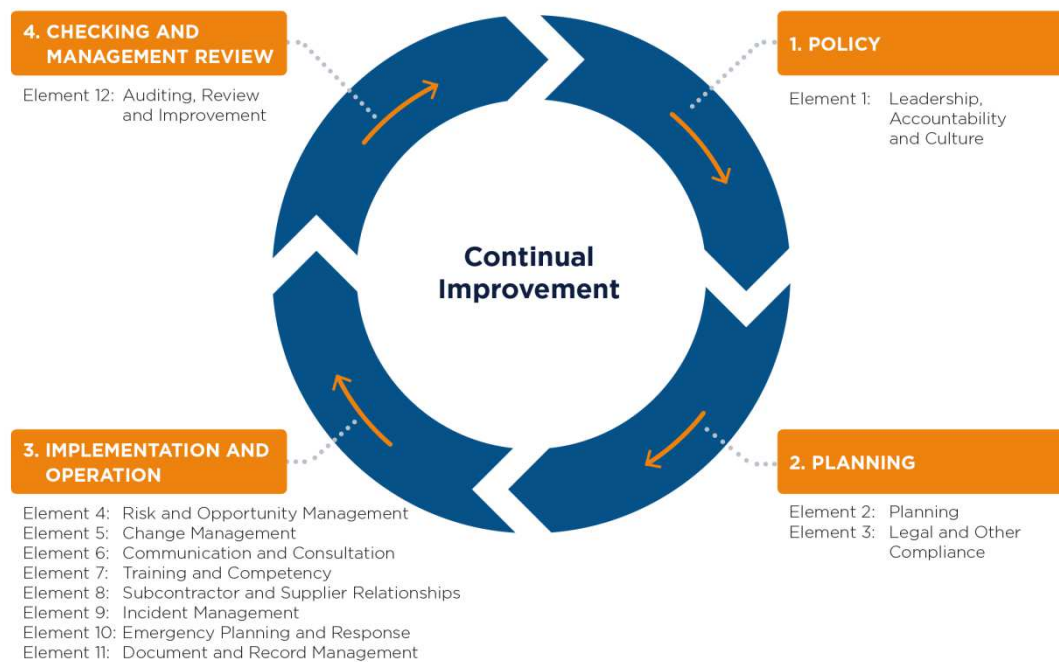 4. CHECKING AND
MANAGEMENT REVIEW
Element 12: Auditing, Review
and Improvement
1. POLICY
Element 1: Leadership,
Accountability
and Culture
Continual
Improvement
3. IMPLEMENTATION AND
OPERATION
Element 4: Risk and Opportunity Management
Element 5: Change Management
Element 6: Communication and Consultation
Element 7: Training and Competency
Element 8: Subcontractor and Supplier Relationships
Element 9: Incident Management
Element 10: Emergency Planning and Response
Element 11: Document and Record Management
2. PLANNING
Element 2: Planning
Element 3: Legal and Other
Compliance